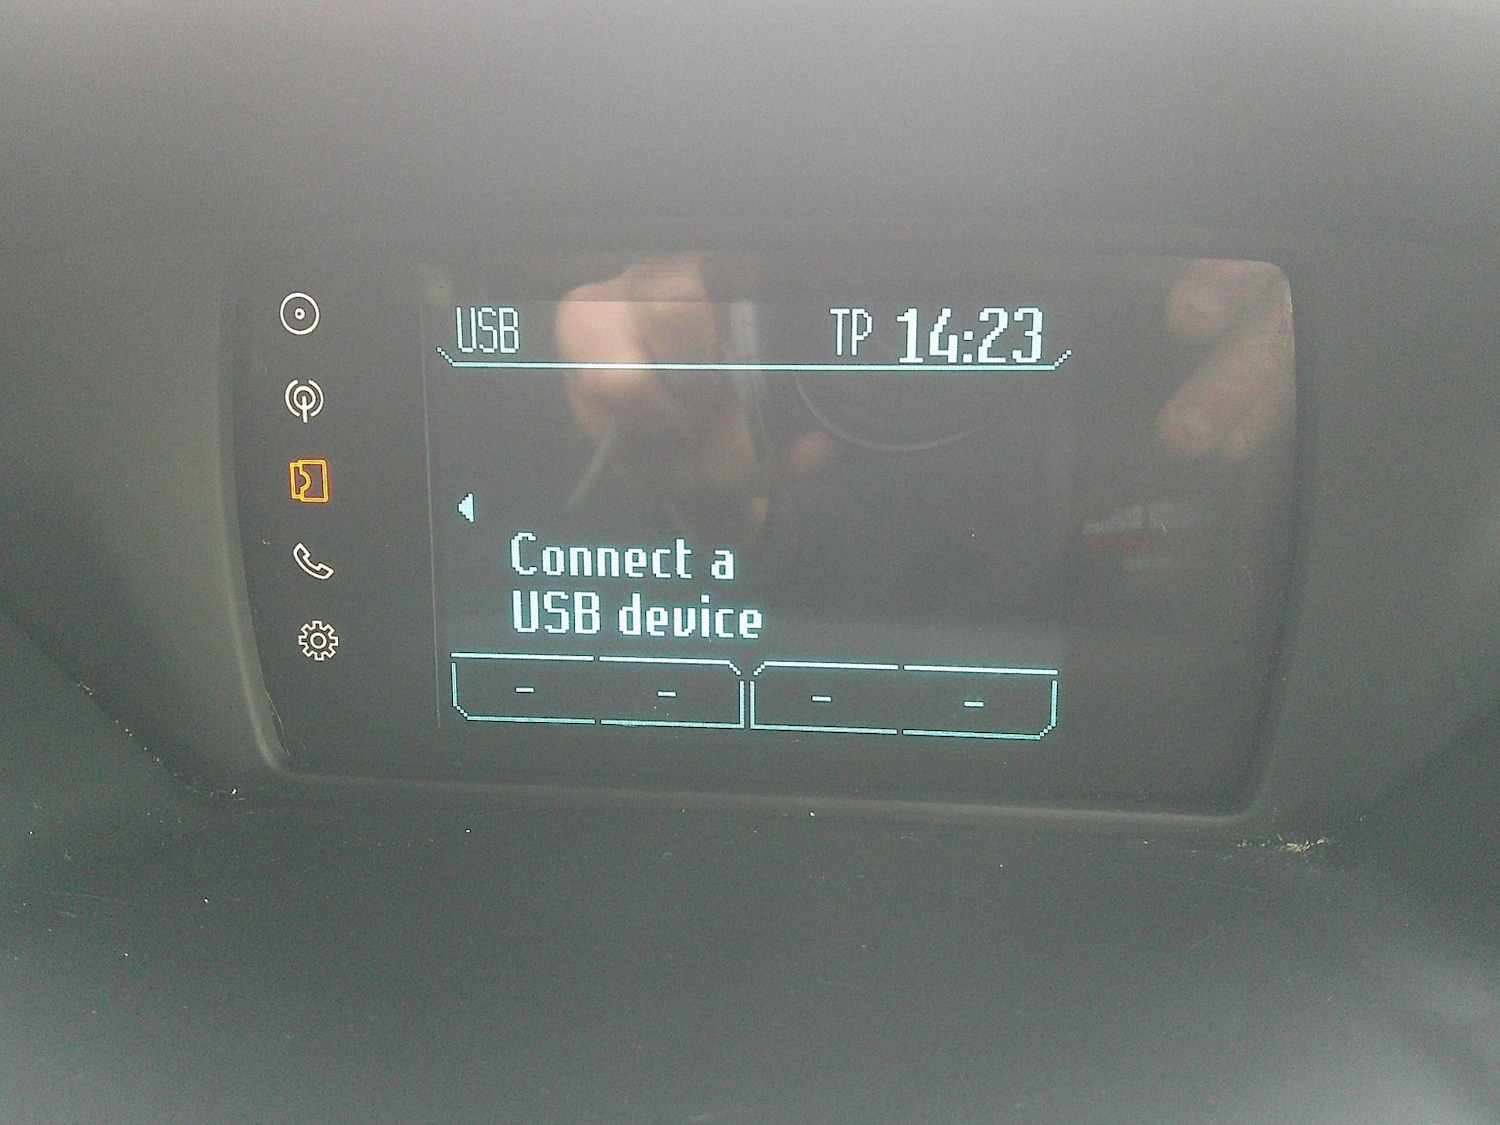 USB TP 14:23
Connect a
USB device
- - - -